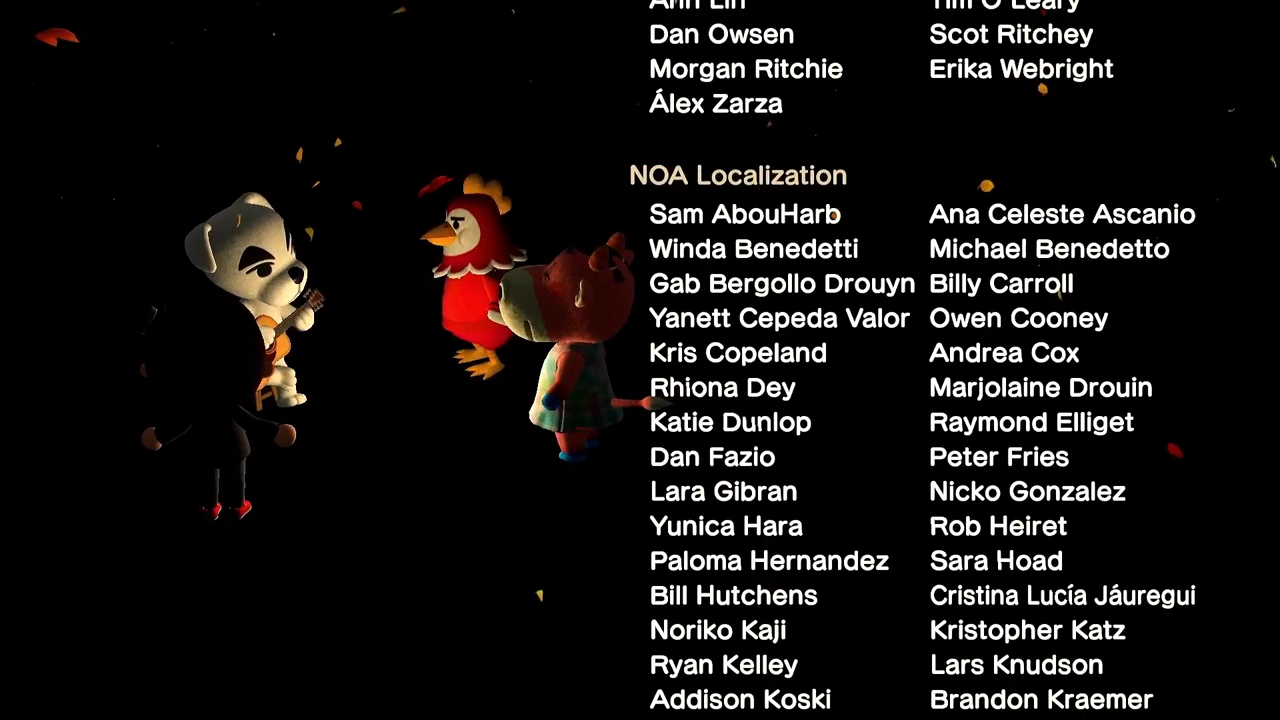 Ann Lin Tim O'Leary
Dan Owsen Scot Ritchey
Morgan Ritchie Erika Webright
Álex Zarza
NOA Localization
Sam AbouHarb Ana Celeste Ascanio
Winda Benedetti Michael Benedetto
Gab Bergollo Drouyn Billy Carroll
Yanett Cepeda Valor Owen Cooney
Kris Copeland Andrea Cox
Rhiona Dey Marjolaine Drouin
Katie Dunlop Raymond Elliget
Dan Fazio Peter Fries
Lara Gibran Nicko Gonzalez
Yunica Hara Rob Heiret
Paloma Hernandez Sara Hoad
Bill Hutchens Cristina Lucía Jáuregui
Noriko Kaji Kristopher Katz
Ryan Kelley Lars Knudson
Addison Koski Brandon Kraemer